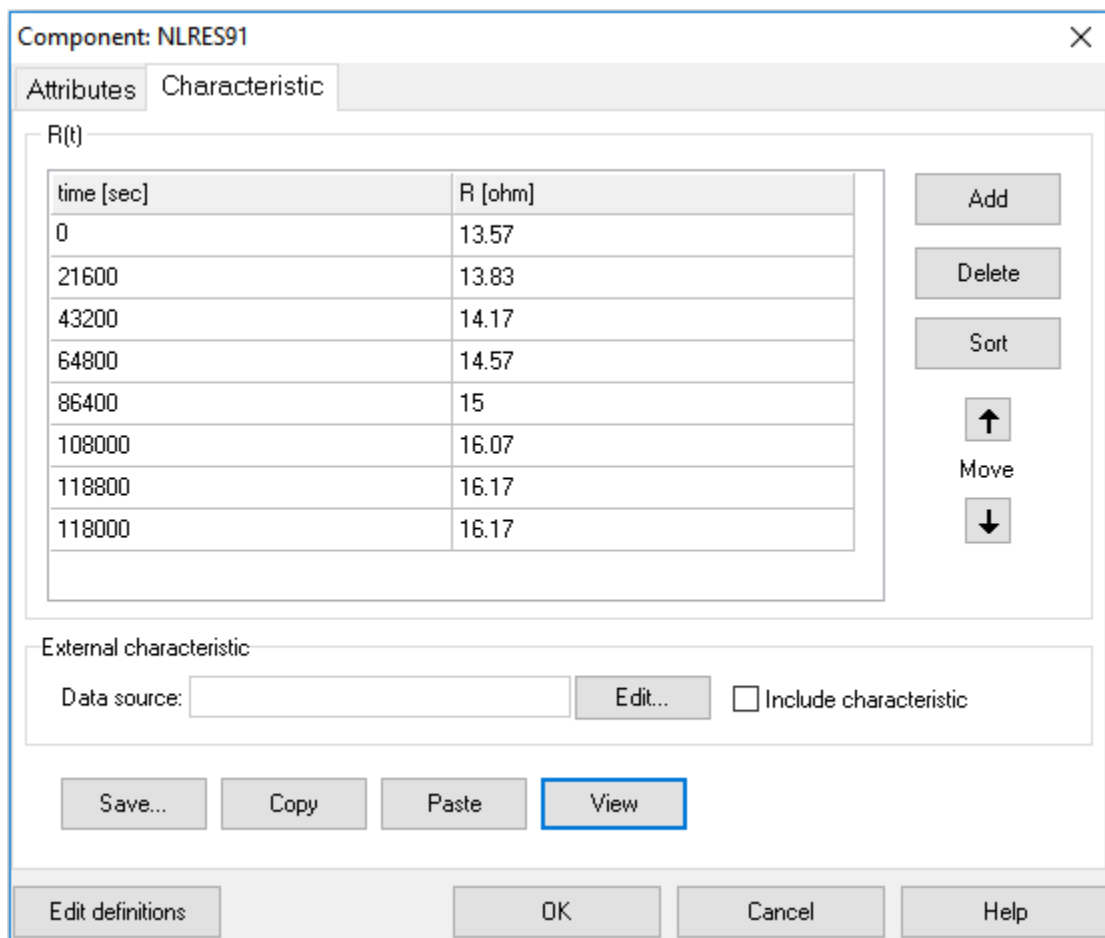 Component: NLRES91
Attributes Characteristic
R(t)
time [sec] R [ohm]
0 13.57
21600 13.83
43200 14.17
64800 14.57
86400 15
108000 16.07
118800 16.17
118000 16.17
Add
Delete
Sort
Move
External characteristic
Data source: Edit... Include characteristic
Save... Copy Paste View
Edit definitions OK Cancel Help